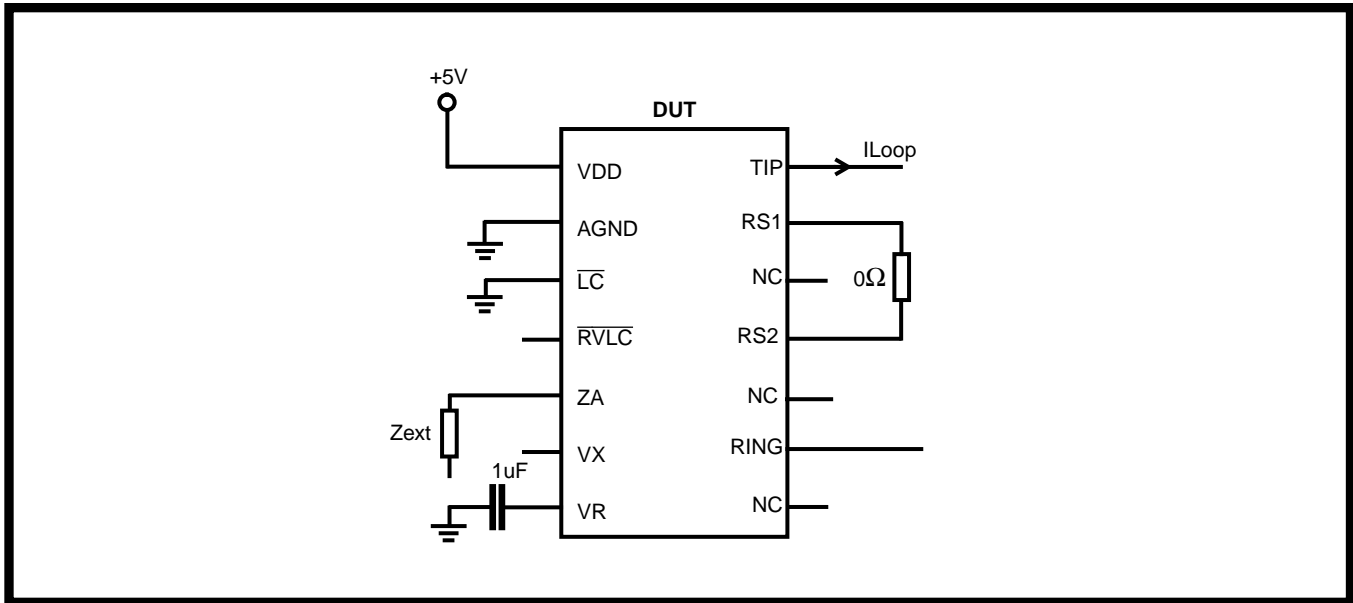 +5V
DUT
VDD
TIP
ILoop
AGND
RS1
LC
NC
0Ω
RVLC
RS2
ZA
NC
Zext
VX
RING
1uF
VR
NC